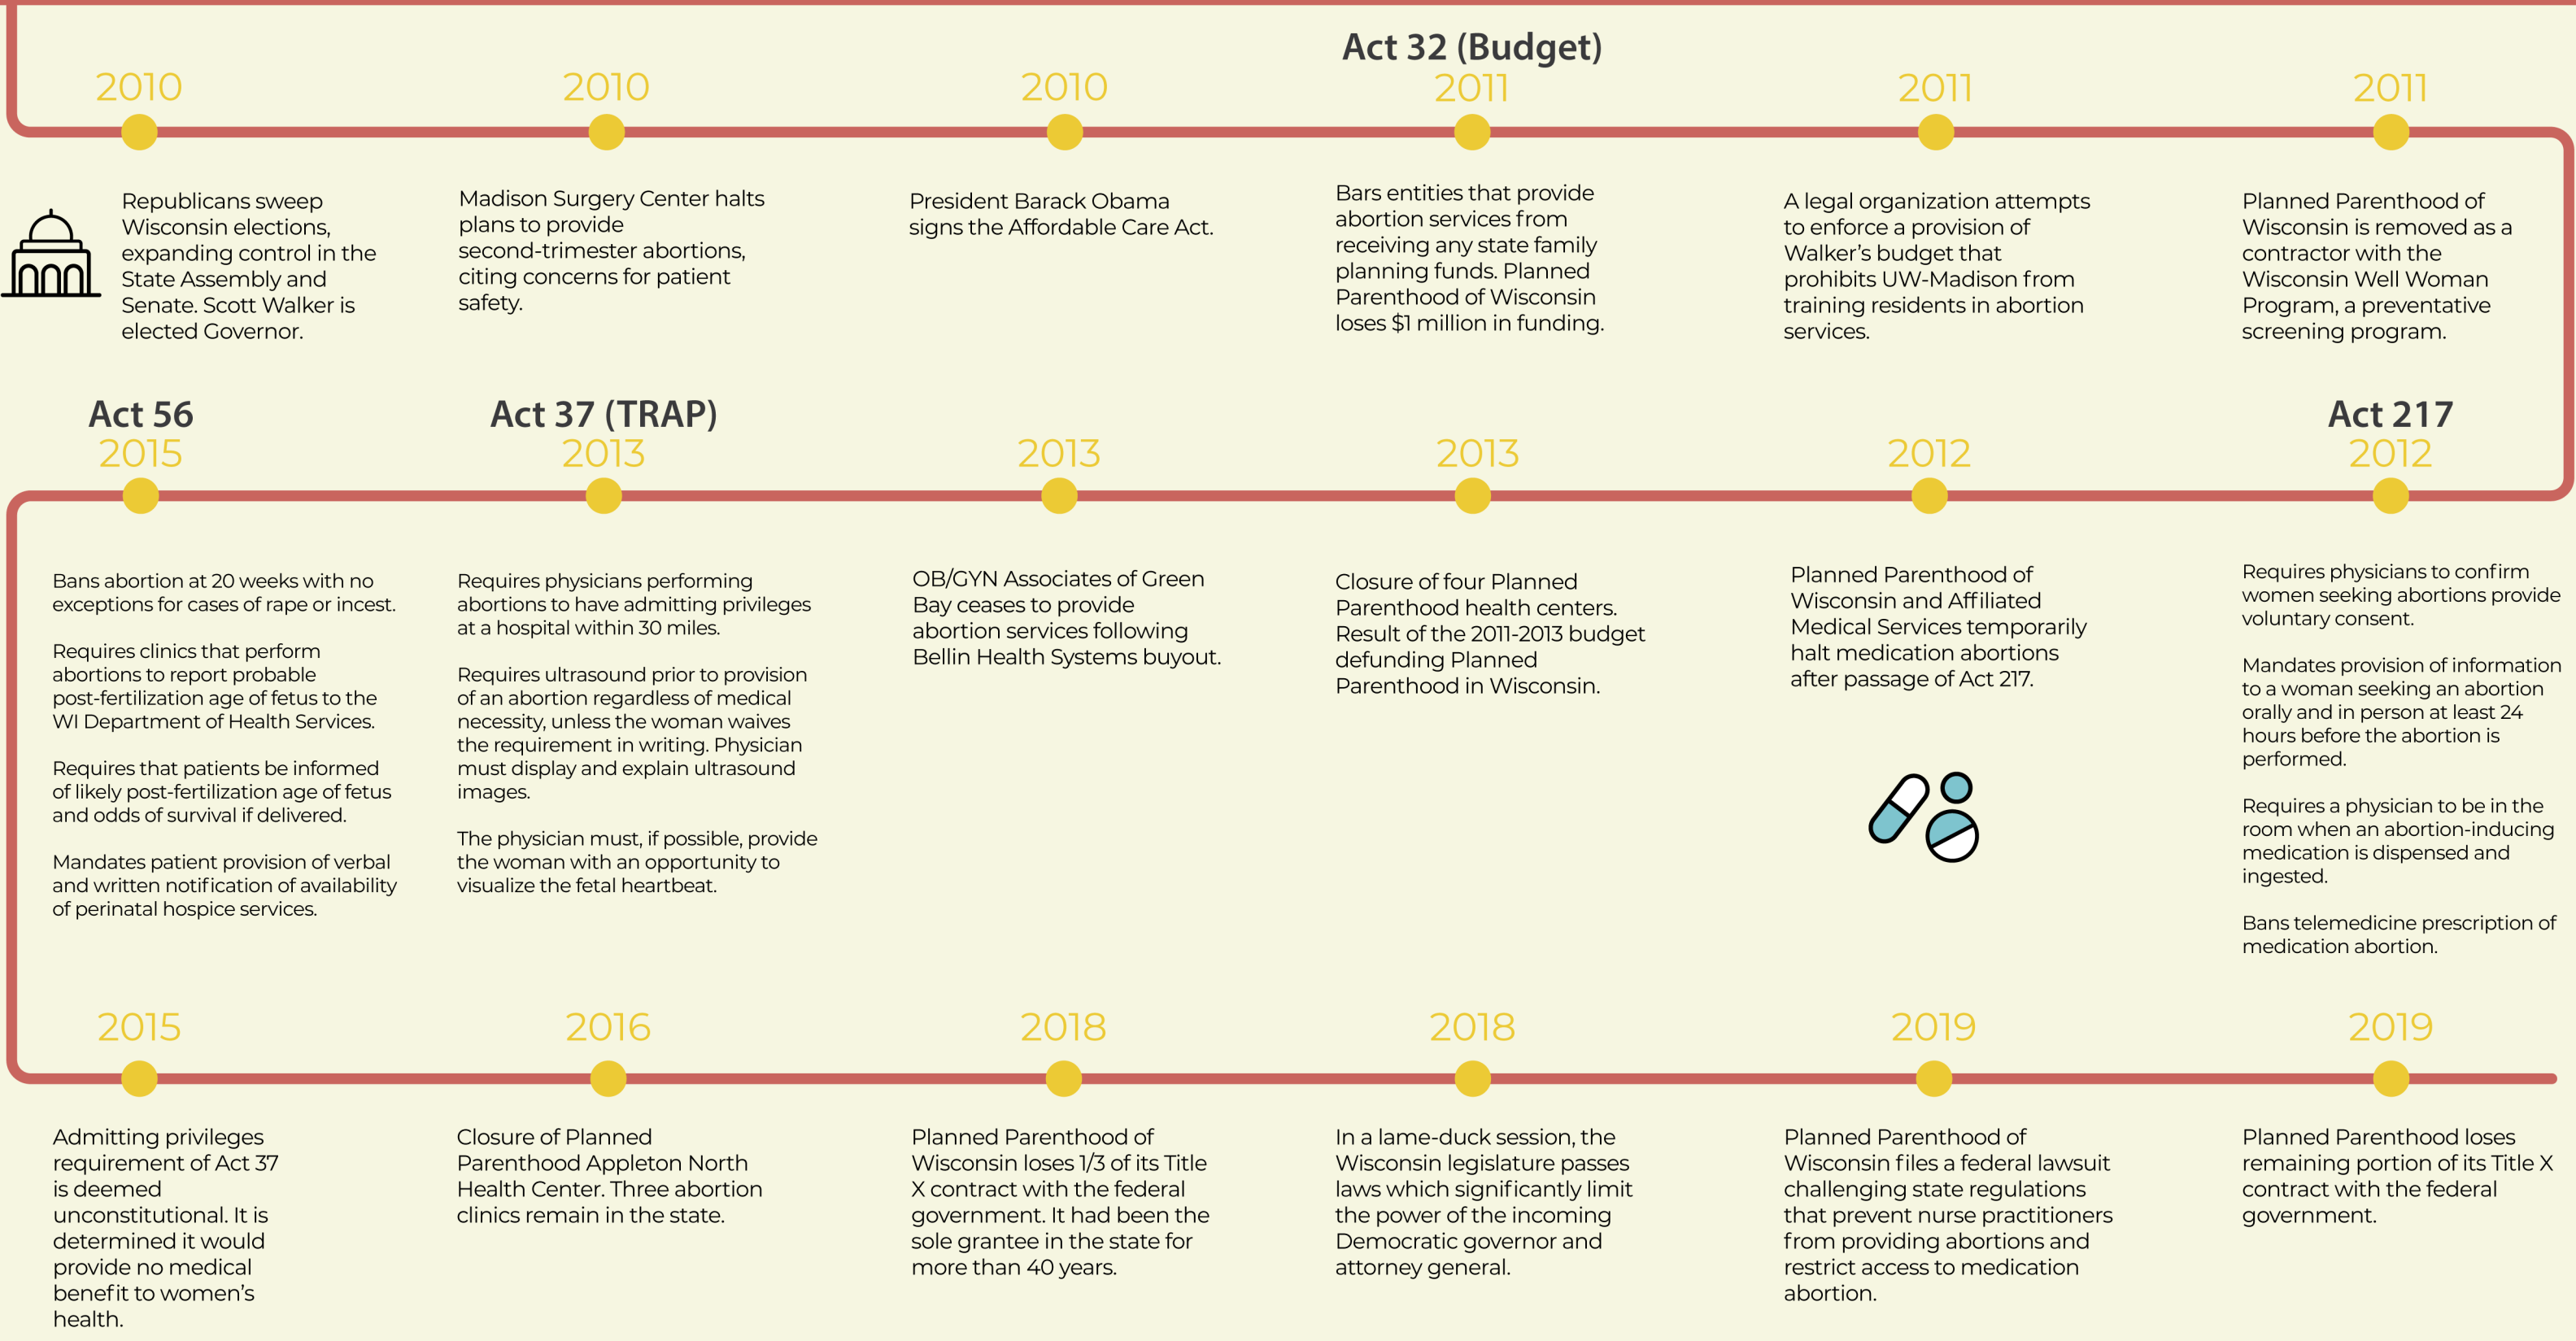 2010
Republicans sweep
Wisconsin elections,
expanding control in the
State Assembly and
Senate. Scott Walker is
elected Governor.
2010
Madison Surgery Center halts
plans to provide
second-trimester abortions,
citing concerns for patient
safety.
2010
President Barack Obama
signs the Affordable Care Act.
Act 32 (Budget)
2011
Bars entities that provide
abortion services from
receiving any state family
planning funds. Planned
Parenthood of Wisconsin
loses $1 million in funding.
2011
A legal organization attempts
to enforce a provision of
Walker's budget that
prohibits UW-Madison from
training residents in abortion
services.
2011
Planned Parenthood of
Wisconsin is removed as a
contractor with the
Wisconsin Well Woman
Program, a preventative
screening program.
Act 217
2012
Requires physicians to confirm
women seeking abortions provide
voluntary consent.
Mandates provision of information
to a woman seeking an abortion
orally and in person at least 24
hours before the abortion is
performed.
Requires a physician to be in the
room when an abortion-inducing
medication is dispensed and
ingested.
Bans telemedicine prescription of
medication abortion.
2012
Planned Parenthood of
Wisconsin and Affiliated
Medical Services temporarily
halt medication abortions
after passage of Act 217.
2013
Closure of four Planned
Parenthood health centers.
Result of the 2011-2013 budget
defunding Planned
Parenthood in Wisconsin.
2013
OB/GYN Associates of Green
Bay ceases to provide
abortion services following
Bellin Health Systems buyout.
Act 37 (TRAP)
2013
Requires physicians performing
abortions to have admitting privileges
at a hospital within 30 miles.
Requires ultrasound prior to provision
of an abortion regardless of medical
necessity, unless the woman waives
the requirement in writing. Physician
must display and explain ultrasound
images.
The physician must, if possible, provide
the woman with an opportunity to
visualize the fetal heartbeat.
Act 56
2015
Bans abortion at 20 weeks with no
exceptions for cases of rape or incest.
Requires clinics that perform
abortions to report probable
post-fertilization age of fetus to the
WI Department of Health Services.
Requires that patients be informed
of likely post-fertilization age of fetus
and odds of survival if delivered.
Mandates patient provision of verbal
and written notification of availability
of perinatal hospice services.
2015
Admitting privileges
requirement of Act 37
is deemed
unconstitutional. It is
determined it would
provide no medical
benefit to women's
health.
2016
Closure of Planned
Parenthood Appleton North
Health Center. Three abortion
clinics remain in the state.
2018
Planned Parenthood of
Wisconsin loses 1/3 of its Title
X contract with the federal
government. It had been the
sole grantee in the state for
more than 40 years.
2018
In a lame-duck session, the
Wisconsin legislature passes
laws which significantly limit
the power of the incoming
Democratic governor and
attorney general.
2019
Planned Parenthood of
Wisconsin files a federal lawsuit
challenging state regulations
that prevent nurse practitioners
from providing abortions and
restrict access to medication
abortion.
2019
Planned Parenthood loses
remaining portion of its Title X
contract with the federal
government.